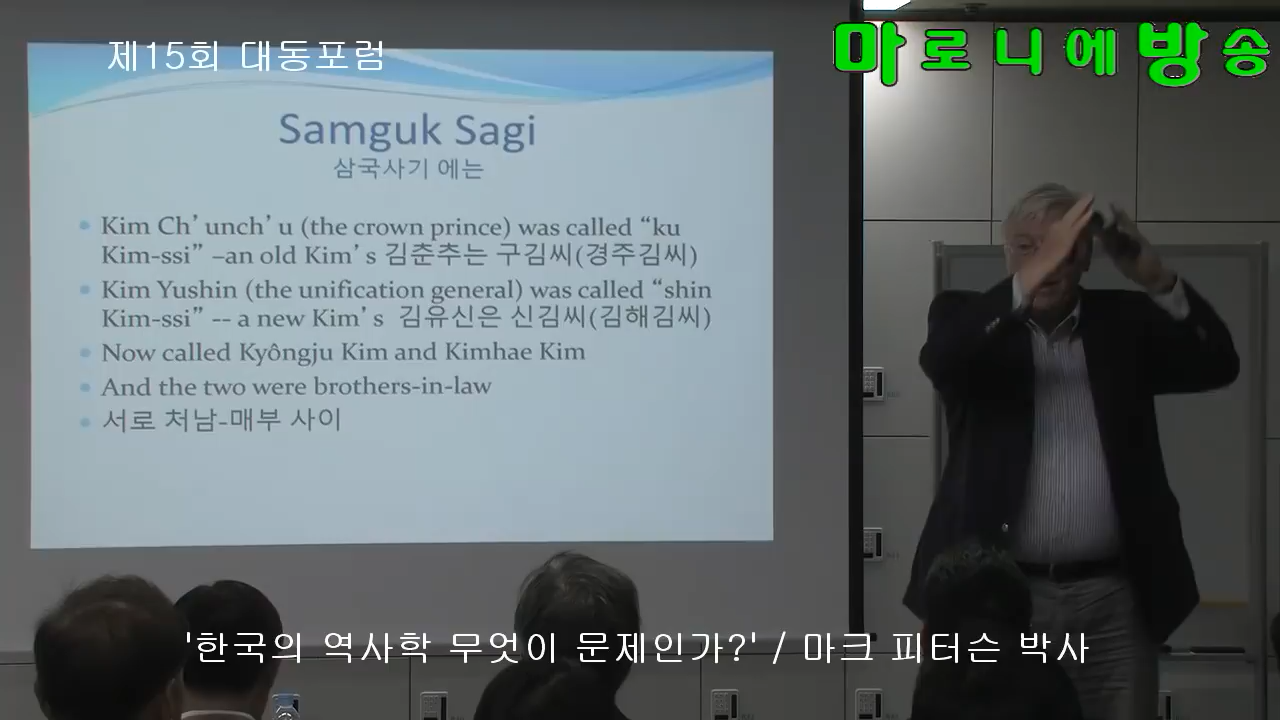 제15회 대동포럼
마로니에방송
Samguk Sagi
삼국사기 에는
Kim Ch’unch’u (the crown prince) was called “ku
Kim-ssi” –an old Kim’s 김춘추는 구김씨(경주김씨)
Kim Yushin (the unification general) was called “shin
Kim-ssi” -- a new Kim’s 김유신은 신김씨(김해김씨)
Now called Kyôngju Kim and Kimhae Kim
And the two were brothers-in-law
서로 처남-매부 사이
'한국의 역사학 무엇이 문제인가?' / 마크 피터슨 박사